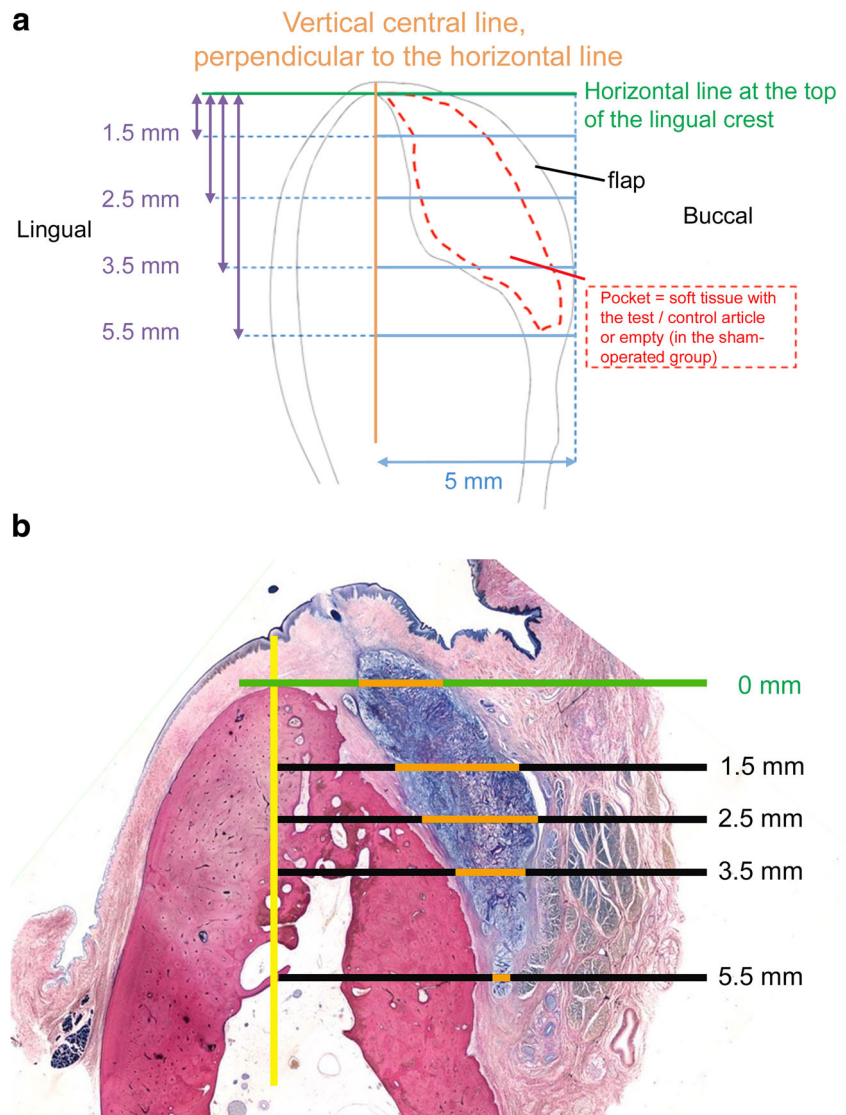 a
Vertical central line,
perpendicular to the horizontal line
Horizontal line at the top
of the lingual crest
1.5 mm
flap
2.5 mm
Lingual
Buccal
3.5 mm
Pocket = soft tissue with
the test / control article
or empty (in the sham-
operated group)
5.5 mm
5 mm
b
0 mm
1.5 mm
2.5 mm
3.5 mm
5.5 mm